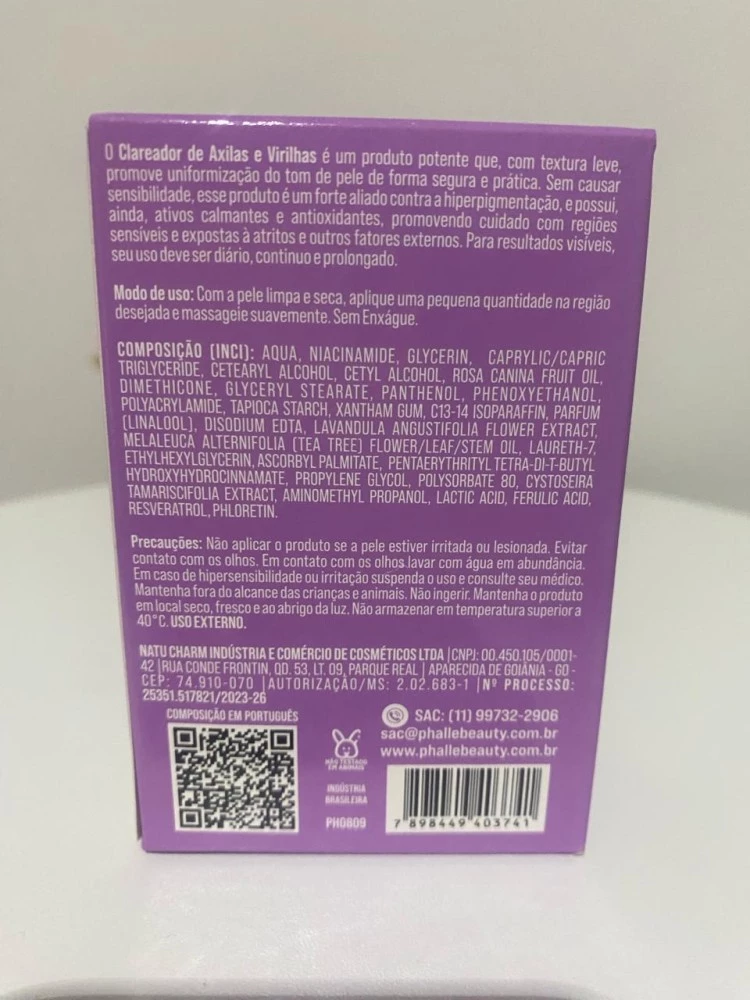 O Clareador de Axilas e Virilhas é um produto potente que, com textura leve,
promove uniformização do tom de pele de forma segura e prática. Sem causar
sensibilidade, esse produto é um forte aliado contra a hiperpigmentação, e possui,
ainda, ativos calmantes e antioxidantes, promovendo cuidado com regiões
sensíveis e expostas à atritos e outros fatores externos. Para resultados visíveis,
seu uso deve ser diário, continuo e prolongado.
Modo de uso: Com a pele limpa e seca, aplique uma pequena quantidade na região
desejada e massageie suavemente. Sem Enxágue.
COMPOSIÇÃO (INCI): AQUA, NIACINAMIDE, GLYCERIN, CAPRYLIC/CAPRIC
TRIGLYCERIDE, CETEARYL ALCOHOL, CETYL ALCOHOL, ROSA CANINA FRUIT OIL,
DIMETHICONE, GLYCERYL STEARATE, PANTHENOL, PHENOXYETHANOL,
POLYACRYLAMIDE, TAPIOCA STARCH, XANTHAM GUM, C13-14 ISOPARAFFIN, PARFUM
(LINALOOL), DISODIUM EDTA, LAVANDULA ANGUSTIFOLIA FLOWER EXTRACT,
MELALEUCA ALTERNIFOLIA (TEA TREE) FLOWER/LEAF/STEM OIL, LAURETH-7,
ETHYLHEXYLGLYCERIN, ASCORBYL PALMITATE, PENTAERYTHRITYL TETRA-DI-T-BUTYL
HYDROXYHYDROCINNAMATE, PROPYLENE GLYCOL, POLYSORBATE 80, CYSTOSEIRA
TAMARISCIFOLIA EXTRACT, AMINOMETHYL PROPANOL, LACTIC ACID, FERULIC ACID,
RESVERATROL, PHLORETIN.
Precauções: Não aplicar o produto se a pele estiver irritada ou lesionada. Evitar
contato com os olhos. Em contato com os olhos lavar com água em abundância.
Em caso de hipersensibilidade ou irritação suspenda o uso e consulte seu médico.
Mantenha fora do alcance das crianças e animais. Não ingerir. Mantenha o produto
em local seco, fresco e ao abrigo da luz. Não armazenar em temperatura superior a
40°C. USO EXTERNO.
NATU CHARM INDÚSTRIA E COMÉRCIO DE COSMÉTICOS LTDA |CNPJ: 00.450.105/0001-
42 |RUA CONDE FRONTIN, QD. 53, LT. 09, PARQUE REAL | APARECIDA DE GOIÂNIA - GO -
CEP: 74.910-070 |AUTORIZAÇÃO/MS: 2.02.683-1 |Nº PROCESSO:
25351.517821/2023-26
COMPOSIÇÃO EM PORTUGUÊS
SAC: (11) 99732-2906
sac@phallebeauty.com.br
www.phallebeauty.com.br
NÃO TESTADO
EM ANIMAIS
INDÚSTRIA
BRASILEIRA
PH0809
7 898449 403741